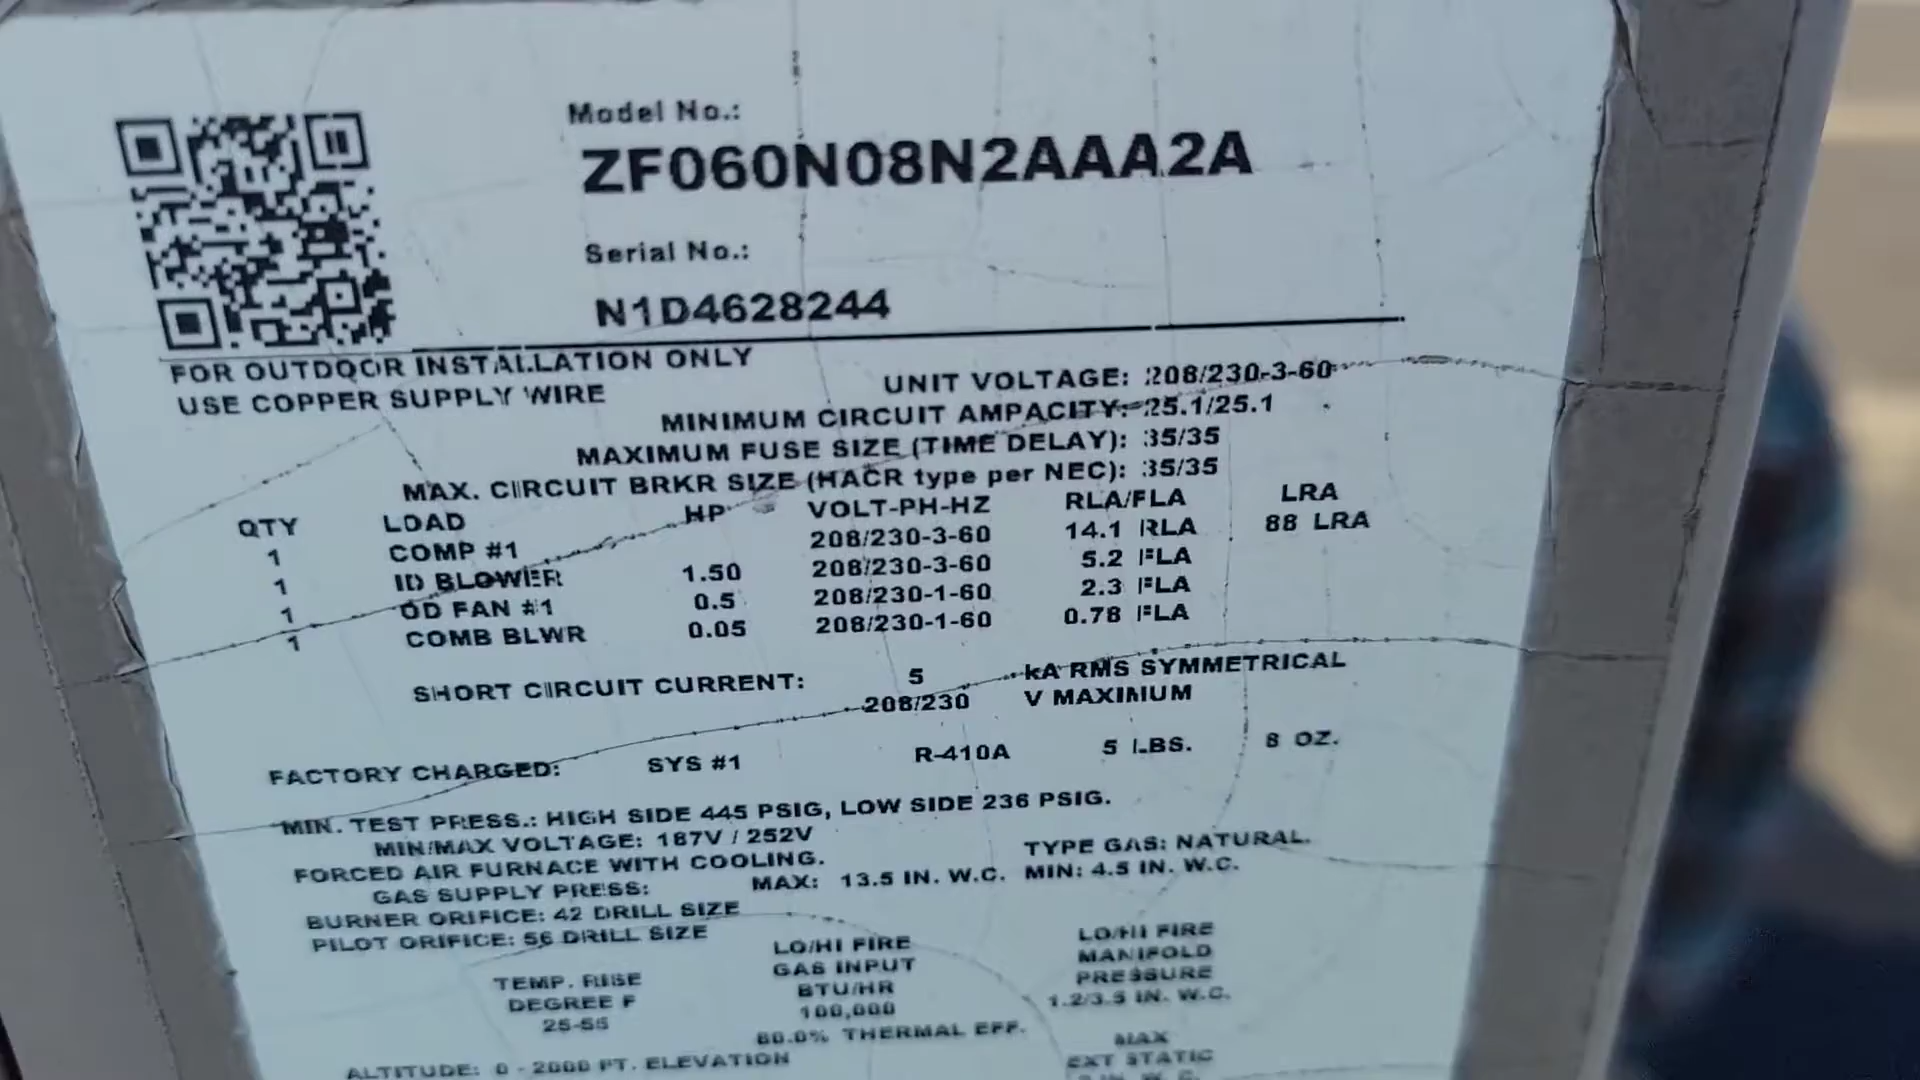 Model No.:
ZF060N08N2AAA2A
Serial No.:
N1D4628244
FOR OUTDOOR INSTALLATION ONLY
USE COPPER SUPPLY WIRE
UNIT VOLTAGE: 208/230-3-60
MINIMUM CIRCUIT AMPACITY: 25.1/25.1
MAXIMUM FUSE SIZE (TIME DELAY): 35/35
MAX. CIRCUIT BRKR SIZE (HACR type per NEC): 35/35
QTY LOAD HP VOLT-PH-HZ RLA/FLA LRA
1 COMP #1 208/230-3-60 14.1 RLA 88 LRA
1 ID BLOWER 1.50 208/230-3-60 5.2 FLA
1 OD FAN #1 0.5 208/230-1-60 2.3 FLA
1 COMB BLWR 0.05 208/230-1-60 0.78 FLA
SHORT CIRCUIT CURRENT: 5 kA RMS SYMMETRICAL
208/230 V MAXIMUM
FACTORY CHARGED: SYS #1 R-410A 5 LBS. 8 OZ.
MIN. TEST PRESS.: HIGH SIDE 445 PSIG, LOW SIDE 236 PSIG.
MIN/MAX VOLTAGE: 187V / 252V
FORCED AIR FURNACE WITH COOLING. TYPE GAS: NATURAL.
GAS SUPPLY PRESS: MAX: 13.5 IN. W.C. MIN: 4.5 IN. W.C.
BURNER ORIFICE: 42 DRILL SIZE
PILOT ORIFICE: 56 DRILL SIZE
TEMP. RISE
DEGREE F
25-55
LO/HI FIRE
GAS INPUT
BTU/HR
100,000
LO/HI FIRE
MANIFOLD
PRESSURE
1.2/3.5 IN. W.C.
80.0% THERMAL EFF.
MAX
EXT STATIC
ALTITUDE: 0 - 2000 FT. ELEVATION